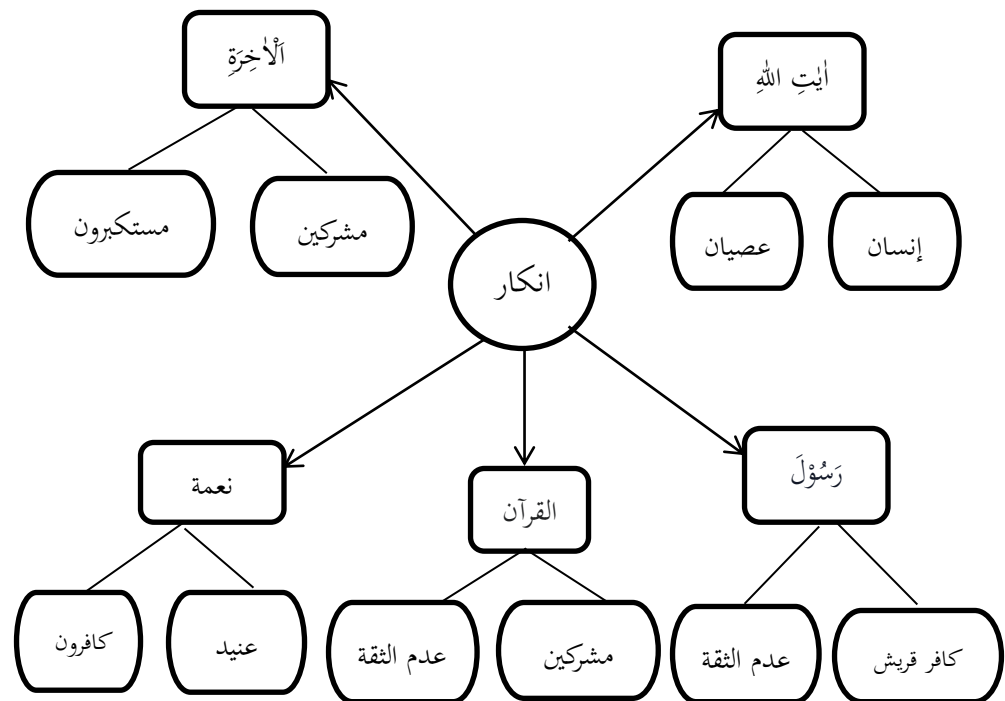 اَلْاٰخِرَةِ
اٰيٰتِ اللّٰهِ
مستكبرون
مشركين
عصيان
إنسان
انكار
نعمة
القرآن
رَسُوْلَ
كافرون
عنيد
عدم الثقة
مشركين
عدم الثقة
كافر قريش